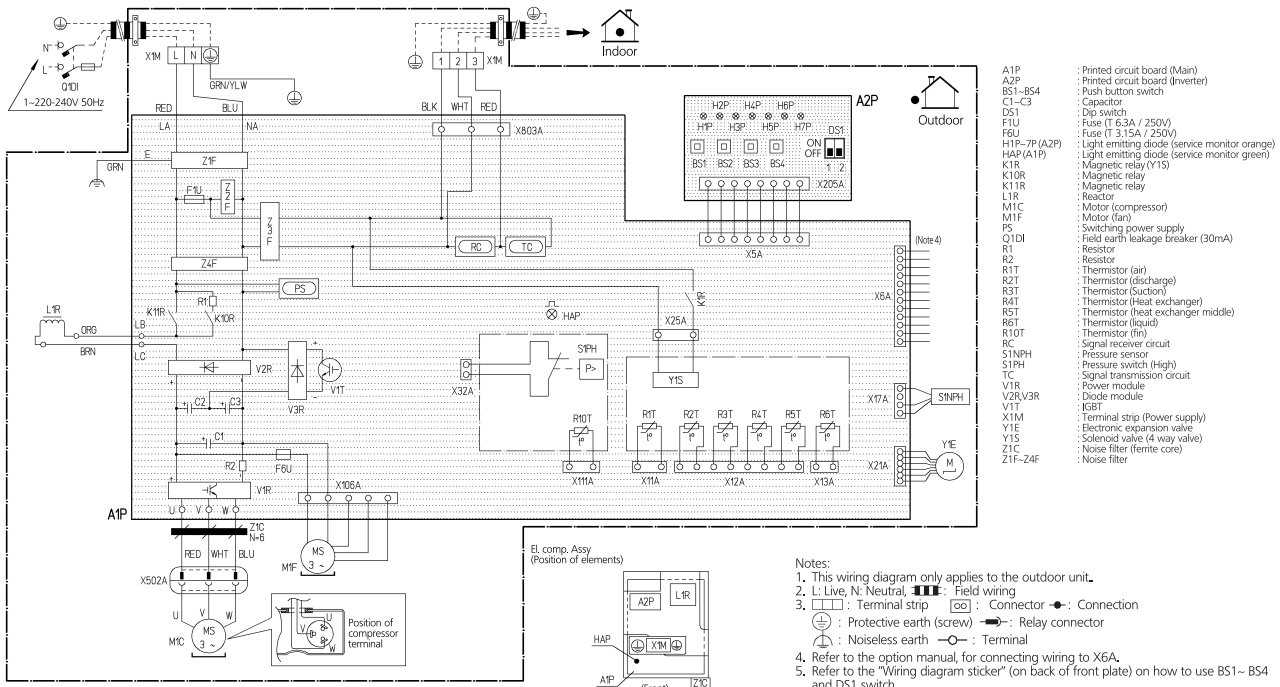 N
L
Q1DI
1~220-240V 50Hz
X1M
L N
GRN/YLW
RED
BLU
LA
NA
E
GRN
Z1F
F1U
Z2F
Z3F
Z4F
PS
R1
K11R
K10R
L1R
ORG
BRN
LB
LC
V2R
V3R
V1T
C2
C3
C1
R2
F6U
V1R
U V W
A1P
Z1C
N=6
RED WHT BLU
X502A
U V W
M1C
MS
3 ~
X106A
M1F
MS
3 ~
U
V
W
Position of
compressor
terminal
1 2 3
X1M
Indoor
BLK WHT RED
X803A
RC
TC
HAP
X32A
S1PH
P>
R10T
t°
X111A
K1R
X25A
Y1S
R1T R2T R3T R4T R5T R6T
t° t° t° t° t° t°
X11A
X12A
X13A
A2P
H2P H4P H6P
H1P H3P H5P H7P
DS1
ON
OFF
1 2
BS1 BS2 BS3 BS4
X205A
X5A
Outdoor
(Note4)
X6A
X17A
S1NPH
X21A
Y1E
M
A1P : Printed circuit board (Main)
A2P : Printed circuit board (Inverter)
BS1~BS4 : Push button switch
C1~C3 : Capacitor
DS1 : Dip switch
F1U : Fuse (T 6.3A / 250V)
F6U : Fuse (T 3.15A / 250V)
H1P~7P (A2P) : Light emitting diode (service monitor orange)
HAP (A1P) : Light emitting diode (service monitor green)
K1R : Magnetic relay (Y1S)
K10R : Magnetic relay
K11R : Magnetic relay
L1R : Reactor
M1C : Motor (compressor)
M1F : Motor (fan)
PS : Switching power supply
Q1DI : Field earth leakage breaker (30mA)
R1 : Resistor
R2 : Resistor
R1T : Thermistor (air)
R2T : Thermistor (discharge)
R3T : Thermistor (Suction)
R4T : Thermistor (Heat exchanger)
R5T : Thermistor (heat exchanger middle)
R6T : Thermistor (liquid)
R10T : Thermistor (fin)
RC : Signal receiver circuit
S1NPH : Pressure sensor
S1PH : Pressure switch (High)
TC : Signal transmission circuit
V1R : Power module
V2R,V3R : Diode module
V1T : IGBT
X1M : Terminal strip (Power supply)
Y1E : Electronic expansion valve
Y1S : Solenoid valve (4 way valve)
Z1C : Noise filter (ferrite core)
Z1F~Z4F : Noise filter
El. comp. Assy
(Position of elements)
A2P
L1R
HAP
X1M
A1P
(Front)
Z1C
Notes:
1. This wiring diagram only applies to the outdoor unit.
2. L: Live, N: Neutral, : Field wiring
3. : Terminal strip : Connector : Connection
: Protective earth (screw) : Relay connector
: Noiseless earth : Terminal
4. Refer to the option manual, for connecting wiring to X6A.
5. Refer to the "Wiring diagram sticker" (on back of front plate) on how to use BS1~ BS4
and DS1 switch